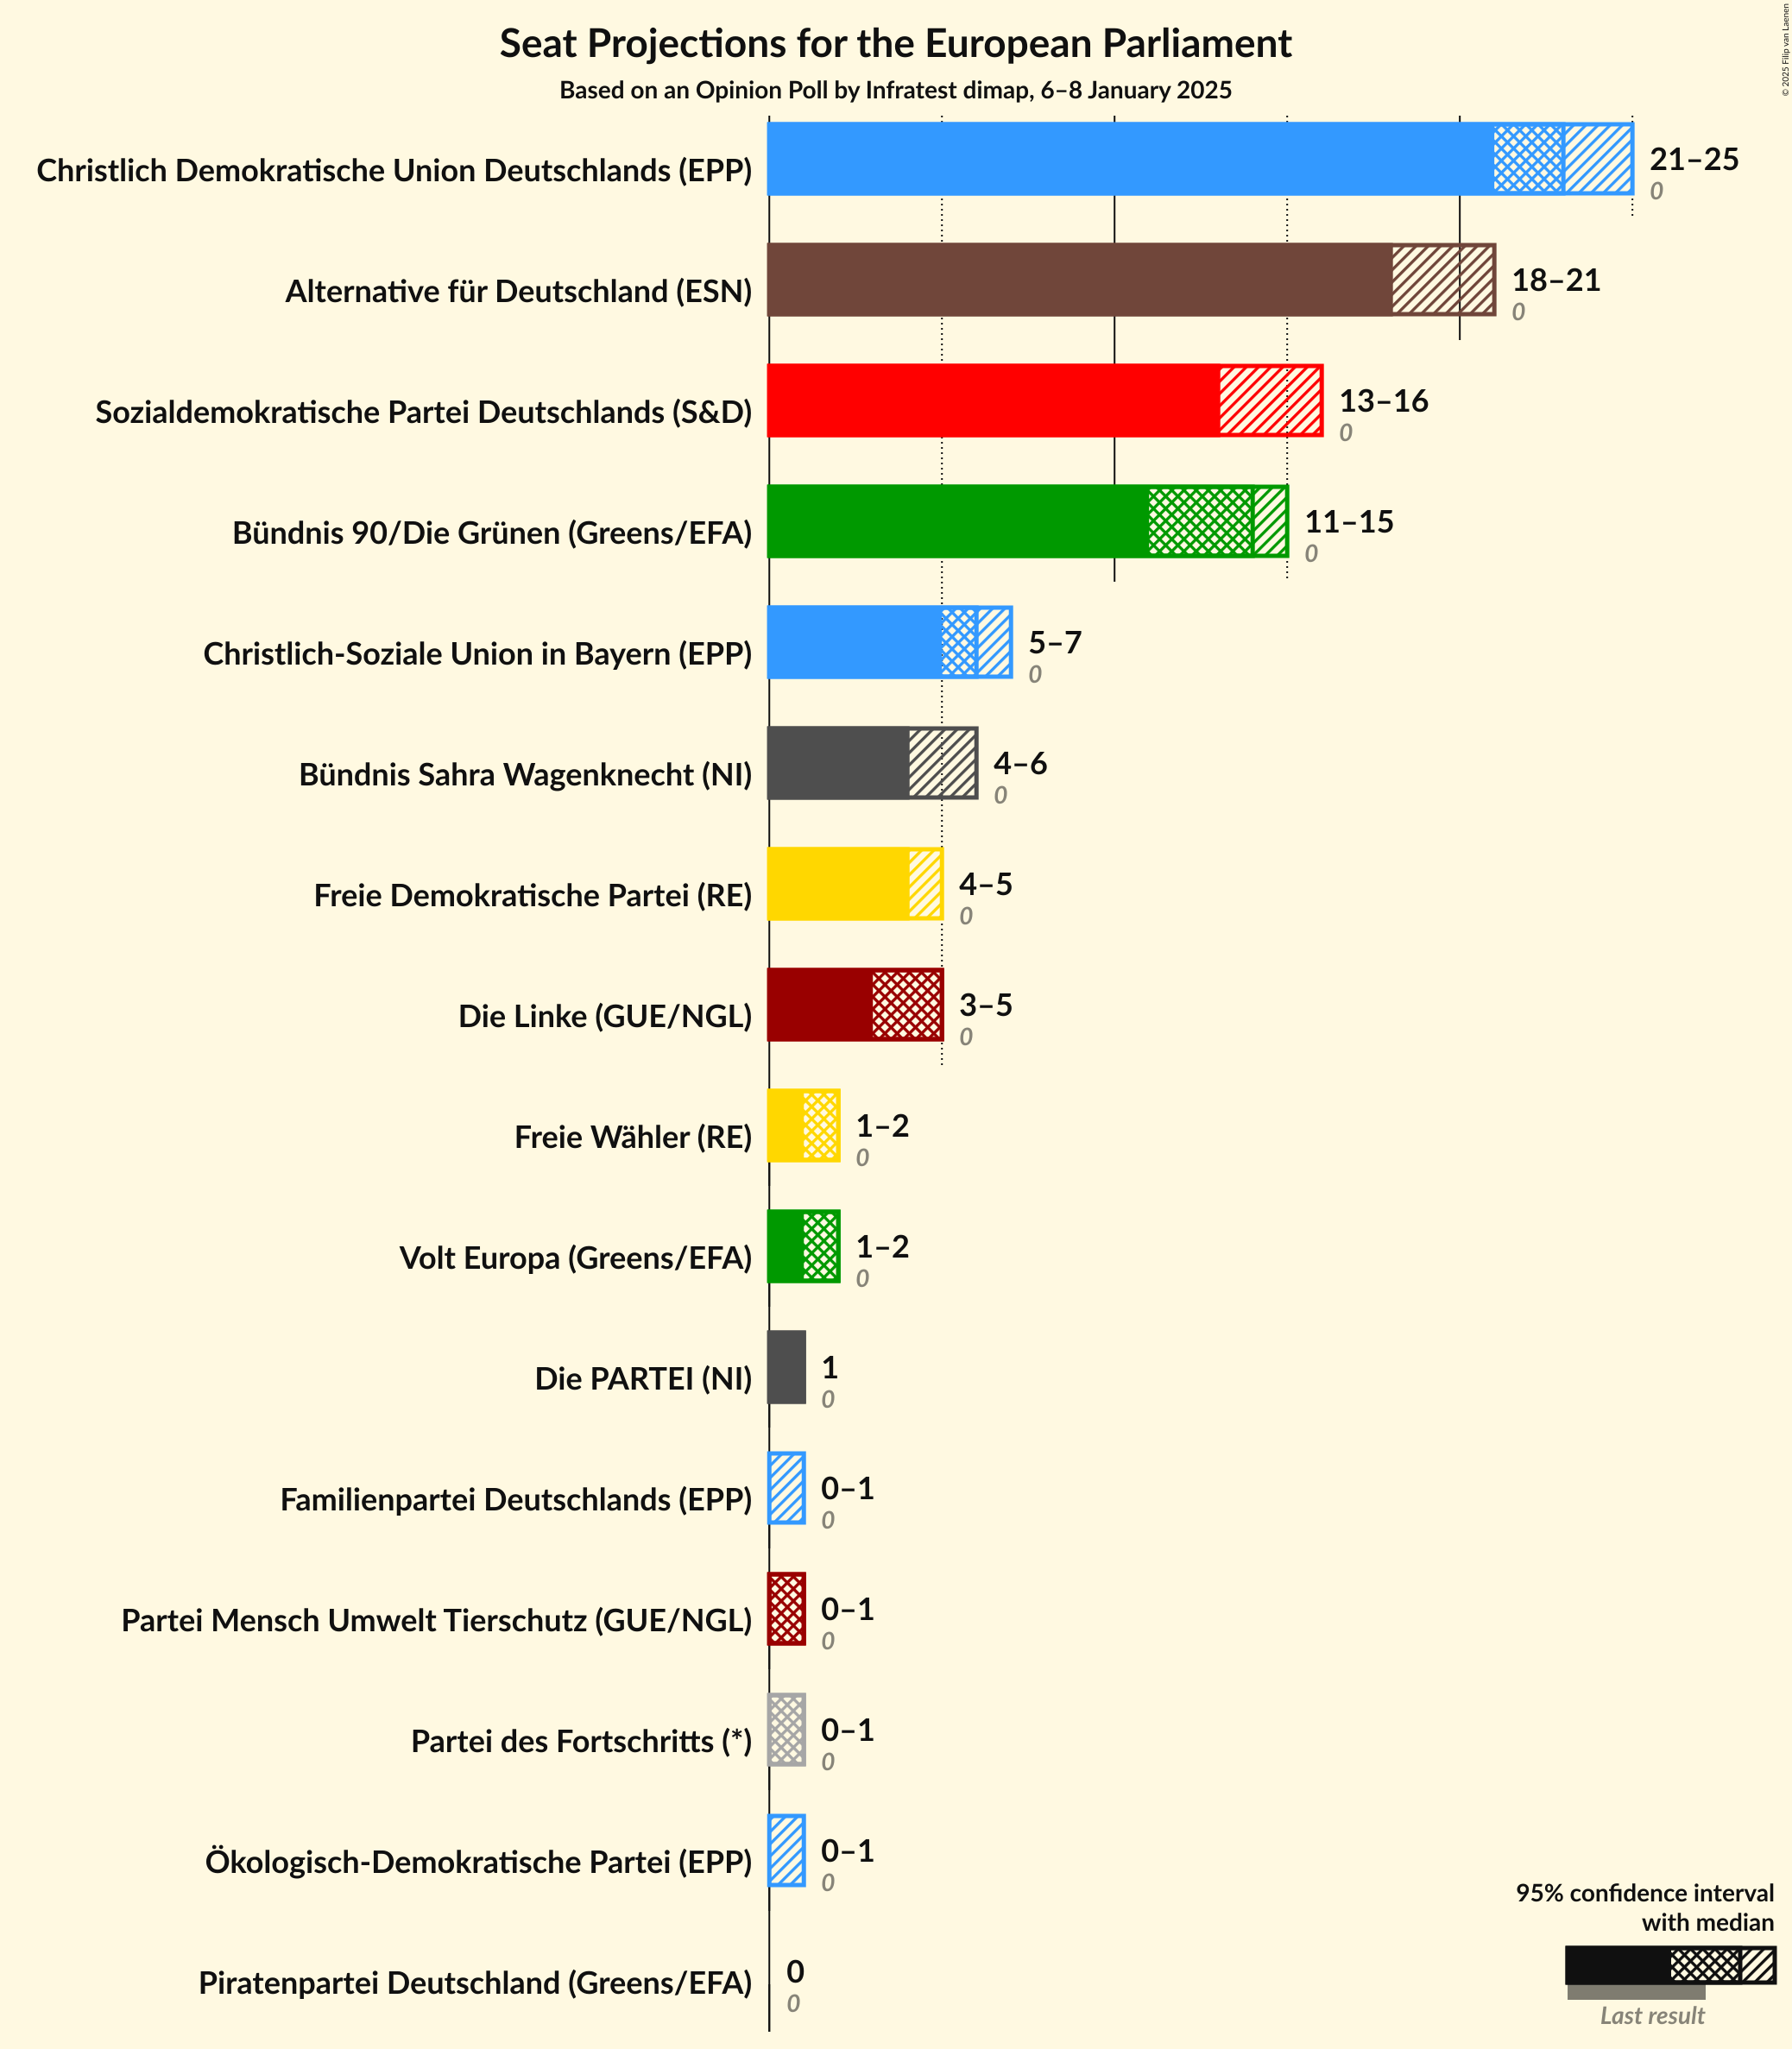 Seat Projections for the European Parliament
Based on an Opinion Poll by Infratest dimap, 6–8 January 2025
© 2025 Filip van Laenen
Christlich Demokratische Union Deutschlands (EPP)
21–25
0
Alternative für Deutschland (ESN)
18–21
0
Sozialdemokratische Partei Deutschlands (S&D)
13–16
0
Bündnis 90/Die Grünen (Greens/EFA)
11–15
0
Christlich-Soziale Union in Bayern (EPP)
5–7
0
Bündnis Sahra Wagenknecht (NI)
4–6
0
Freie Demokratische Partei (RE)
4–5
0
Die Linke (GUE/NGL)
3–5
0
Freie Wähler (RE)
1–2
0
Volt Europa (Greens/EFA)
1–2
0
Die PARTEI (NI)
1
0
Familienpartei Deutschlands (EPP)
0–1
0
Partei Mensch Umwelt Tierschutz (GUE/NGL)
0–1
0
Partei des Fortschritts (*)
0–1
0
Ökologisch-Demokratische Partei (EPP)
0–1
0
Piratenpartei Deutschland (Greens/EFA)
0
0
95% confidence interval
with median
Last result